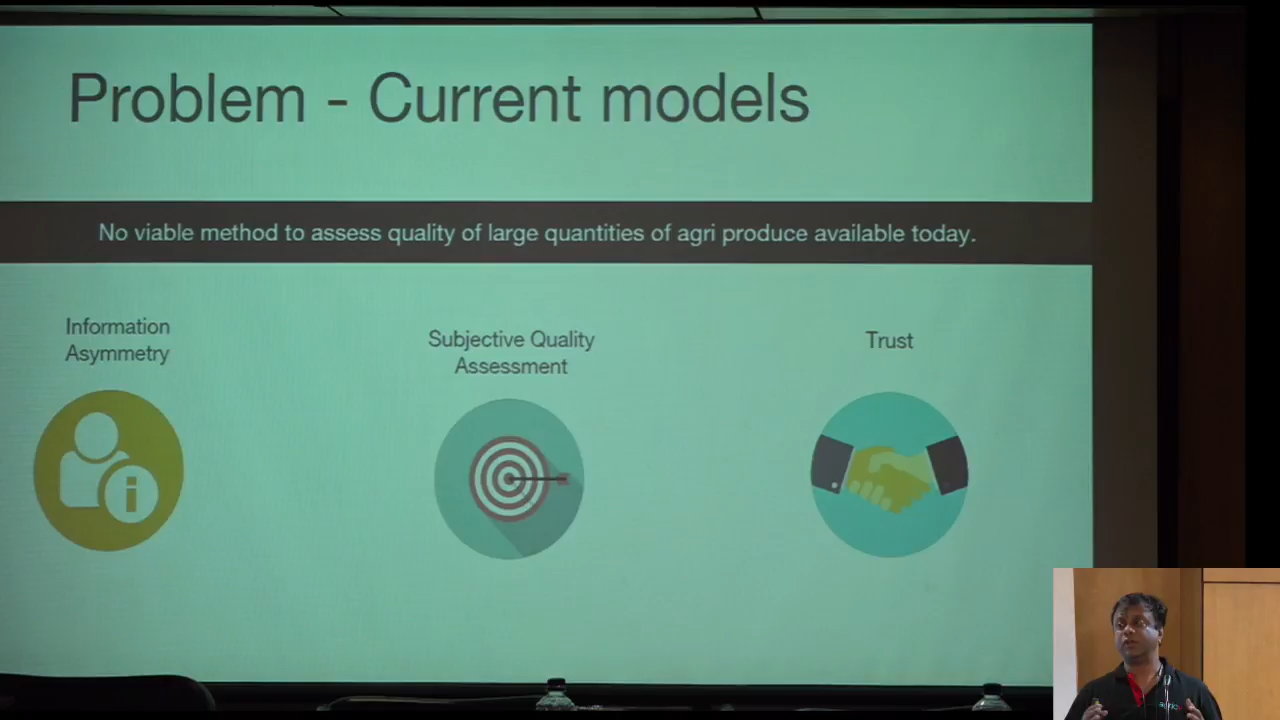 Problem - Current models
No viable method to assess quality of large quantities of agri produce available today.
Information
Asymmetry
Subjective Quality
Assessment
Trust
i